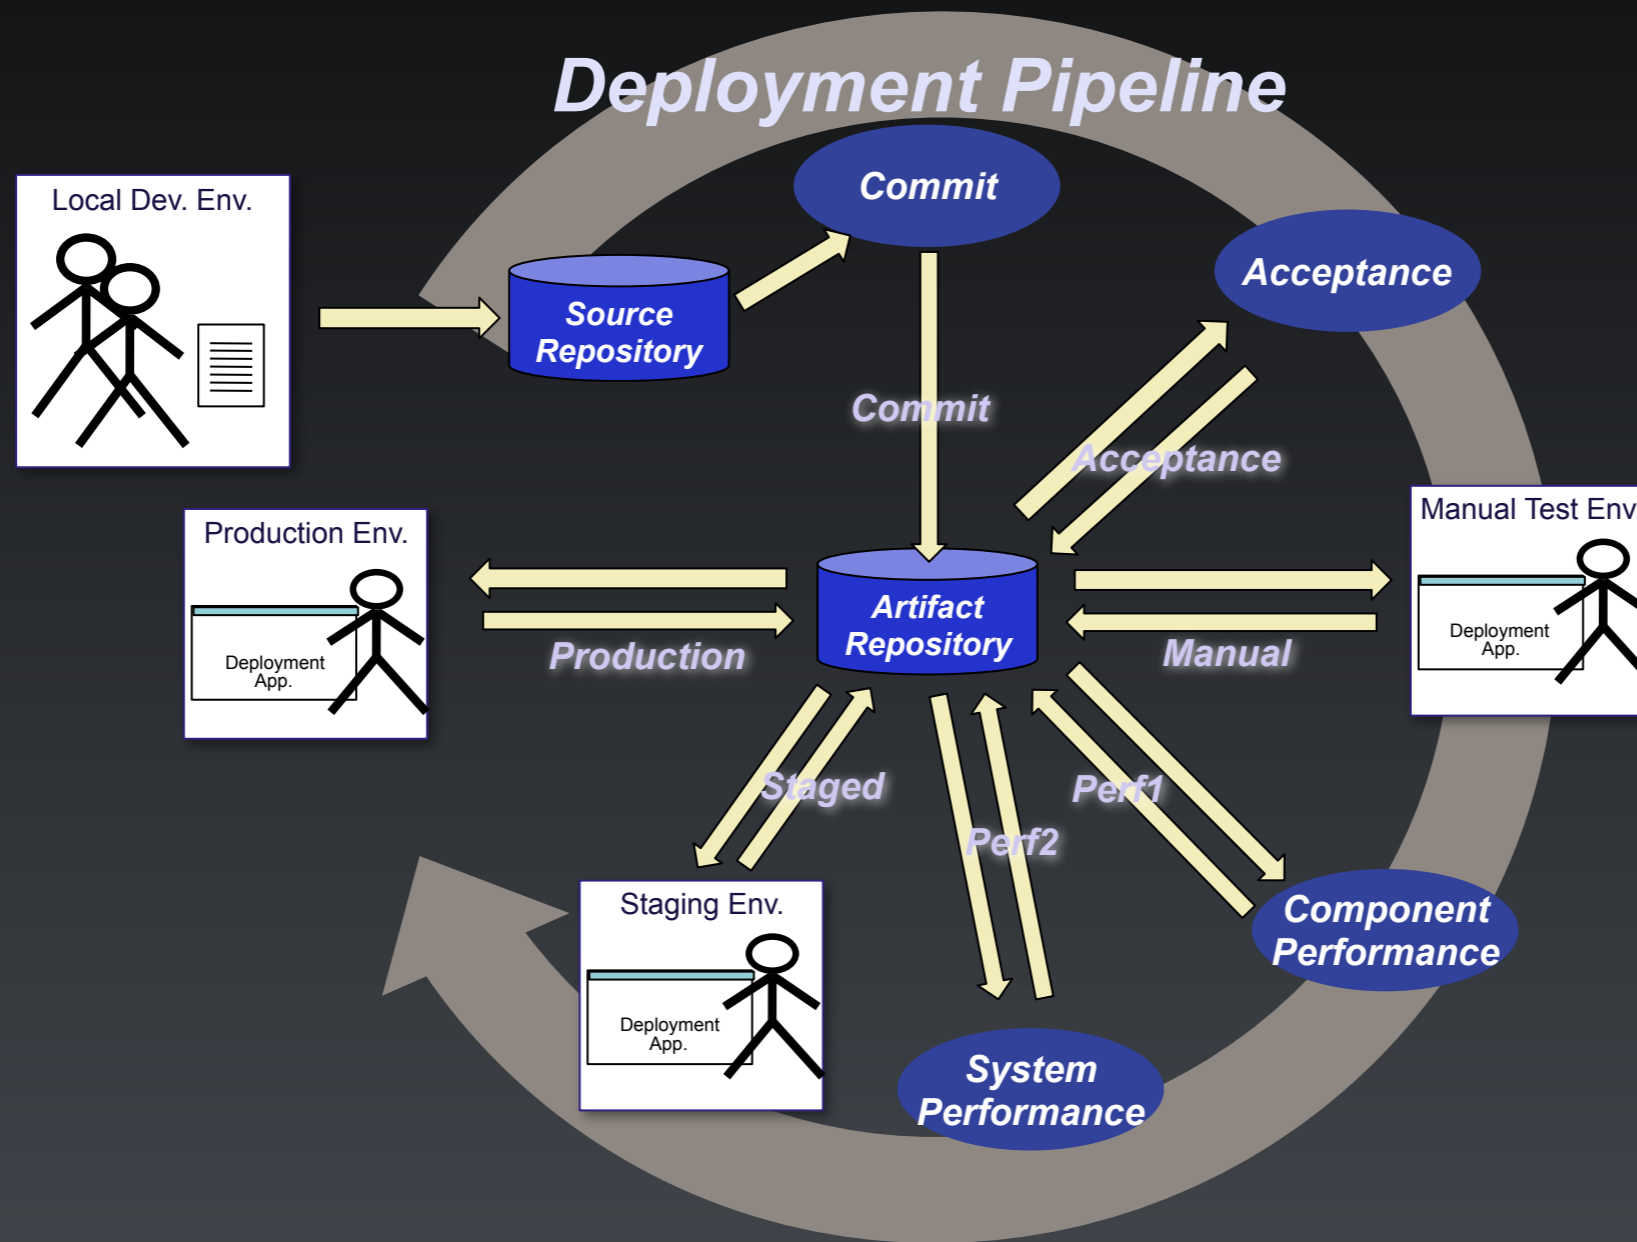 Deployment Pipeline
Local Dev. Env.
Commit
Source
Repository
Acceptance
Commit
Acceptance
Production Env.
Deployment
App.
Artifact
Repository
Production
Manual
Manual Test Env
Deployment
App.
Staged
Perf2
Perf1
Staging Env.
Deployment
App.
Component
Performance
System
Performance